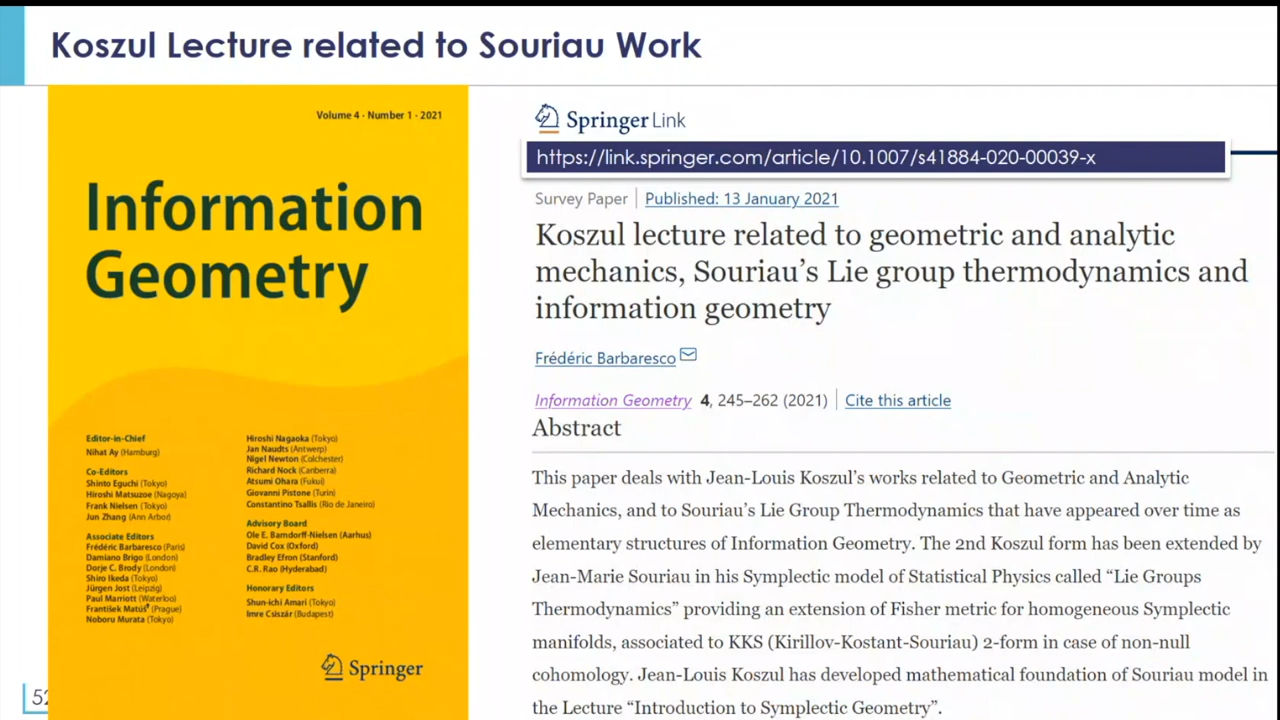 Koszul Lecture related to Souriau Work
Volume 4 · Number 1 · 2021
Information
Geometry
Editor-in-Chief
Nihat Ay (Hamburg)
Co-Editors
Shinto Eguchi (Tokyo)
Hiroshi Matsuzoe (Nagoya)
Frank Nielsen (Tokyo)
Jun Zhang (Ann Arbor)
Associate Editors
Frédéric Barbaresco (Paris)
Damiano Brigo (London)
Dorje C. Brody (London)
Shiro Ikeda (Tokyo)
Jürgen Jost (Leipzig)
Paul Marriott (Waterloo)
František Matúš (Prague)
Noboru Murata (Tokyo)
Hiroshi Nagaoka (Tokyo)
Jan Naudts (Antwerp)
Nigel Newton (Colchester)
Richard Nock (Canberra)
Atsumi Ohara (Fukui)
Giovanni Pistone (Turin)
Constantino Tsallis (Rio de Janeiro)
Advisory Board
Ole E. Barndorff-Nielsen (Aarhus)
David Cox (Oxford)
Bradley Efron (Stanford)
C.R. Rao (Hyderabad)
Honorary Editors
Shun-ichi Amari (Tokyo)
Imre Csiszár (Budapest)
Springer
Springer Link
https://link.springer.com/article/10.1007/s41884-020-00039-x
Survey Paper | Published: 13 January 2021
Koszul lecture related to geometric and analytic
mechanics, Souriau's Lie group thermodynamics and
information geometry
Frédéric Barbaresco
Information Geometry 4, 245–262 (2021) | Cite this article
Abstract
This paper deals with Jean-Louis Koszul's works related to Geometric and Analytic
Mechanics, and to Souriau's Lie Group Thermodynamics that have appeared over time as
elementary structures of Information Geometry. The 2nd Koszul form has been extended by
Jean-Marie Souriau in his Symplectic model of Statistical Physics called “Lie Groups
Thermodynamics” providing an extension of Fisher metric for homogeneous Symplectic
manifolds, associated to KKS (Kirillov-Kostant-Souriau) 2-form in case of non-null
cohomology. Jean-Louis Koszul has developed mathematical foundation of Souriau model in
the Lecture “Introduction to Symplectic Geometry”.
52